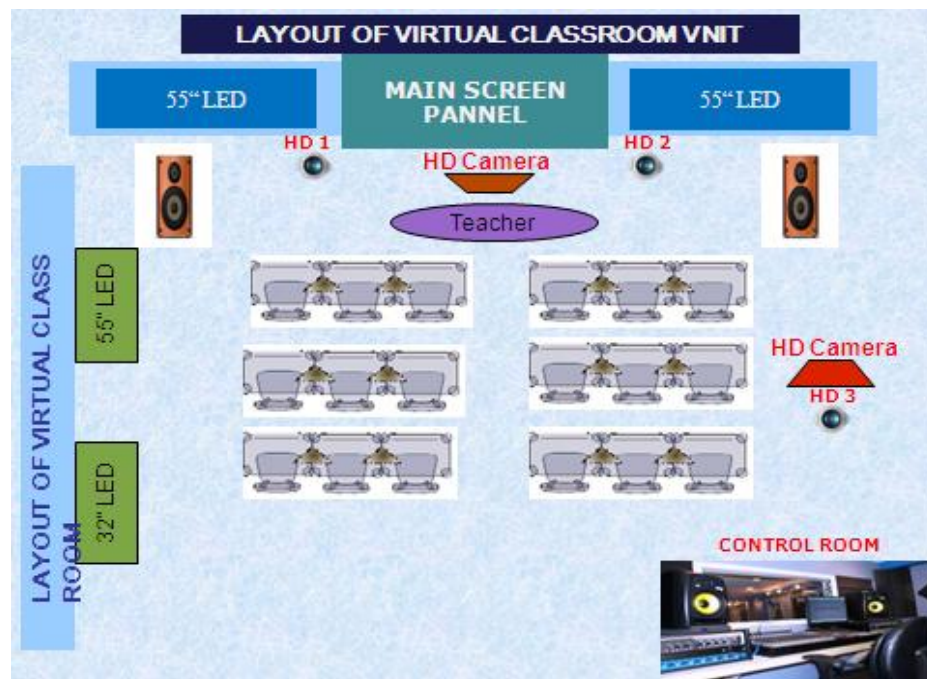 LAYOUT OF VIRTUAL CLASSROOM VNIT
55“ LED
MAIN SCREEN
PANNEL
55“ LED
HD 1
HD 2
HD Camera
Teacher
LAYOUT OF VIRTUAL CLASS
ROOM
55" LED
32" LED
HD Camera
HD 3
CONTROL ROOM